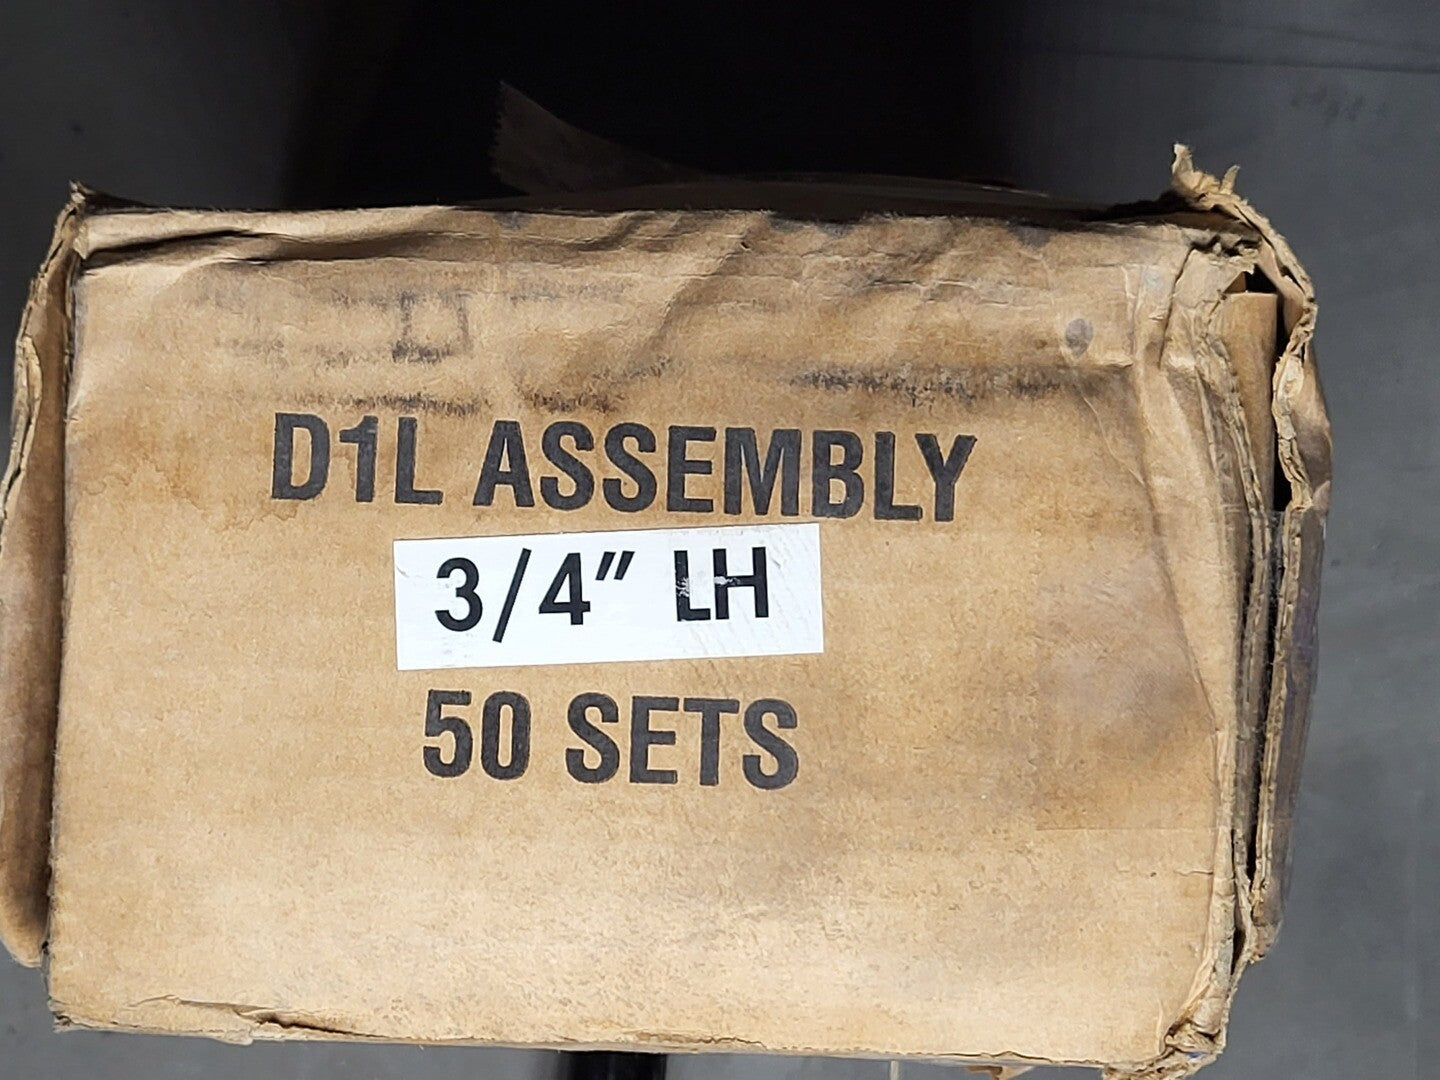 D1L ASSEMBLY
3/4" LH
50 SETS